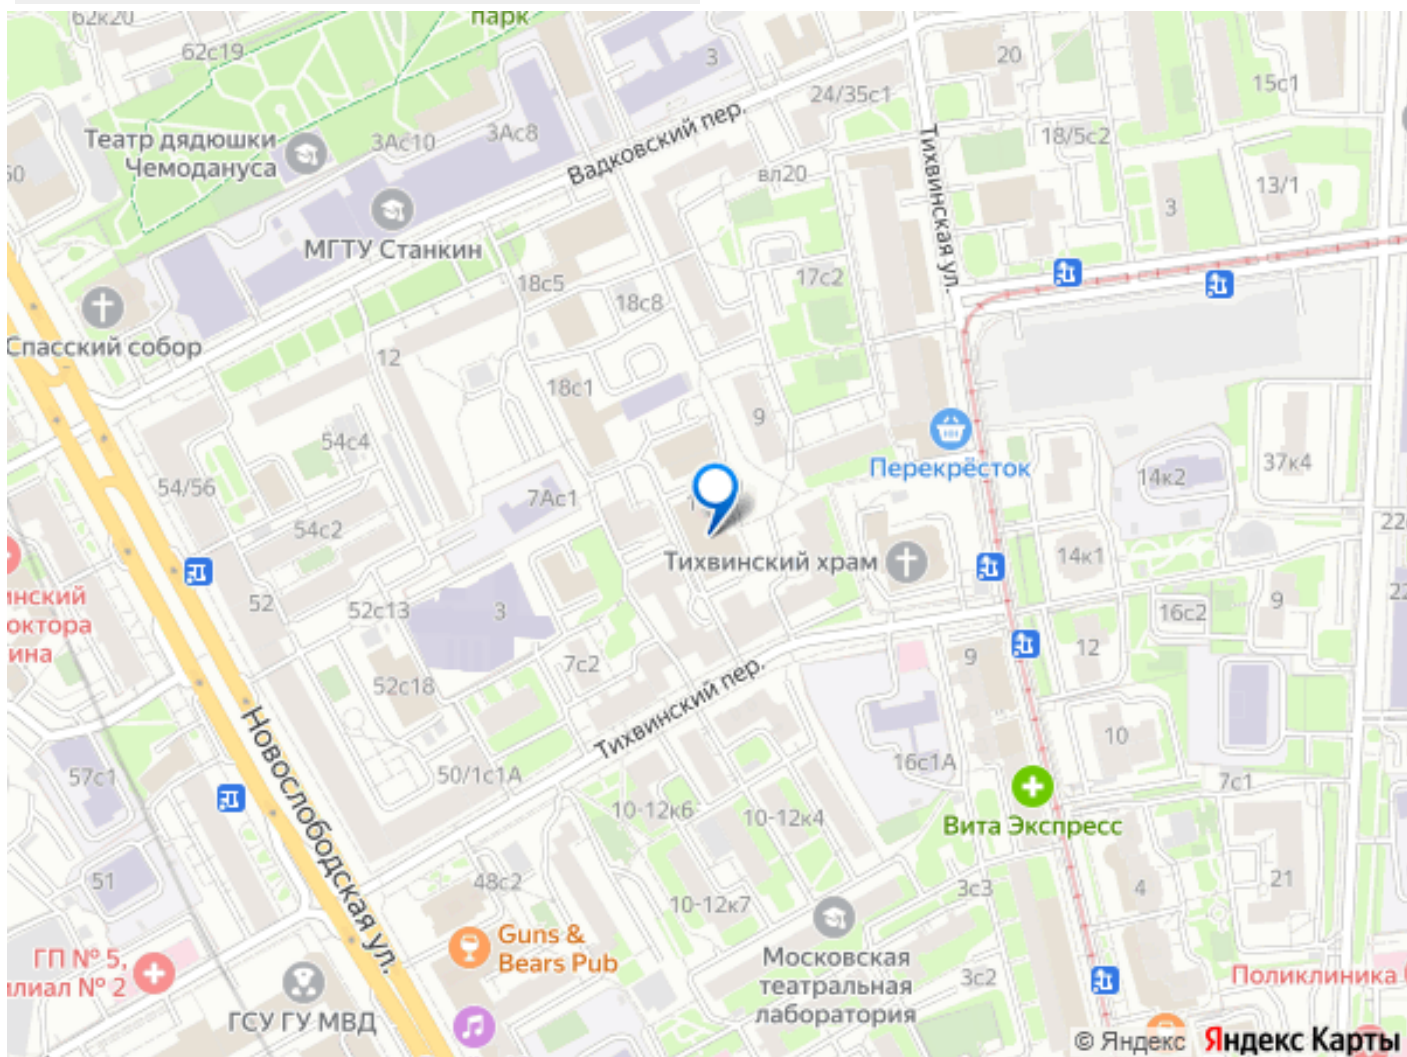 62к20
парк
62с19
3
20
15с1
24/35с1
Театр дядюшки
Чемодануса
3Ас10
3Ас8
Вадковский пер.
Тихвинская ул.
18/5с2
вл20
13/1
3
МГТУ Станкин
18с5
18с8
17с2
Спасский собор
12
18с1
9
54с4
Перекрёсток
37к4
14к2
54/56
7Ас1
54с2
Тихвинский храм
14к1
инский
октора
ина
52
52с13
3
16с2
9
7с2
9
12
52с18
Тихвинский пер.
Новослободская ул.
10
57с1
50/1с1А
16с1А
7с1
10-12к6
10-12к4
Вита Экспресс
51
48с2
3с3
4
21
10-12к7
Guns &
Bears Pub
ГП № 5,
лиал № 2
Московская
театральная
лаборатория
3с2
Поликлиника
ГСУ ГУ МВД
© Яндекс Яндекс Карты